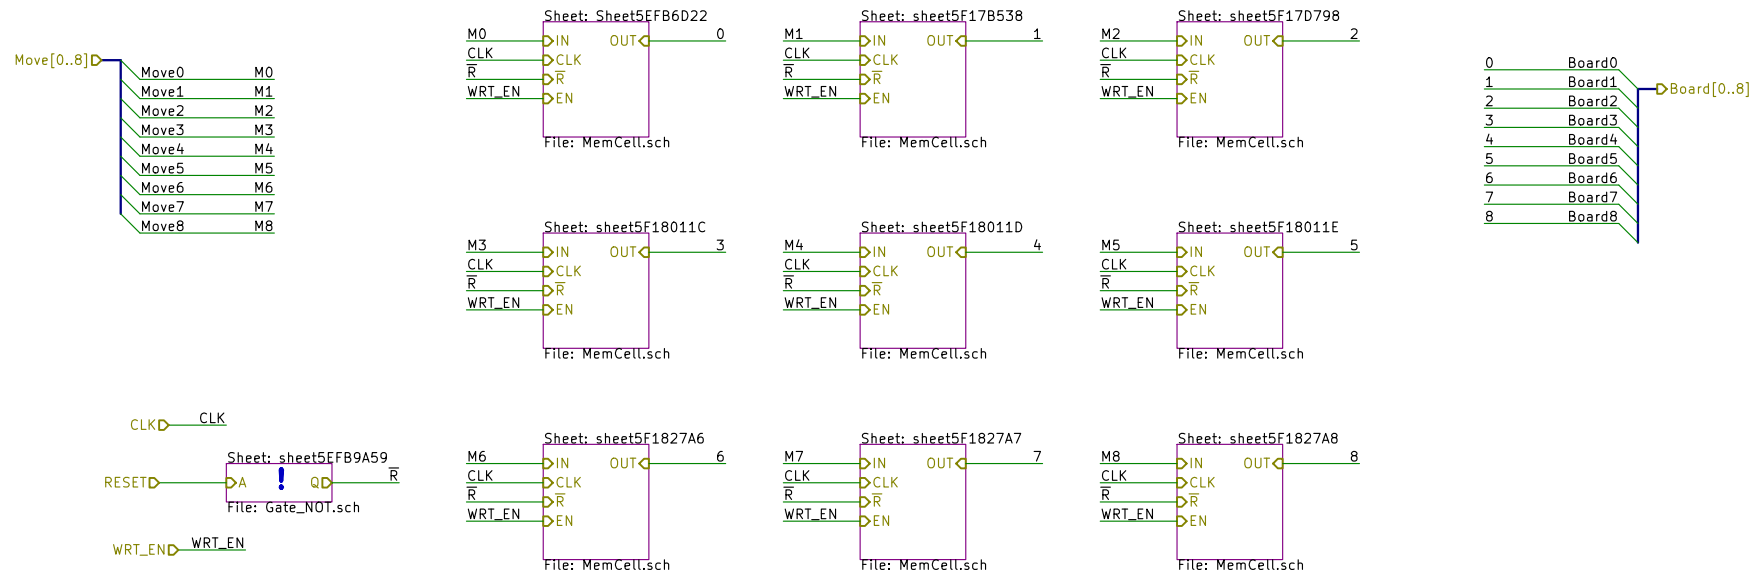 Move[0..8]
Move0 M0
Move1 M1
Move2 M2
Move3 M3
Move4 M4
Move5 M5
Move6 M6
Move7 M7
Move8 M8
Sheet: Sheet5EFB6D22
M0 IN OUT 0
CLK CLK
R̅ R̅
WRT_EN EN
File: MemCell.sch
Sheet: sheet5F17B538
M1 IN OUT 1
CLK CLK
R̅ R̅
WRT_EN EN
File: MemCell.sch
Sheet: sheet5F17D798
M2 IN OUT 2
CLK CLK
R̅ R̅
WRT_EN EN
File: MemCell.sch
0 Board0
1 Board1
2 Board2
3 Board3
4 Board4
5 Board5
6 Board6
7 Board7
8 Board8
Board[0..8]
Sheet: sheet5F18011C
M3 IN OUT 3
CLK CLK
R̅ R̅
WRT_EN EN
File: MemCell.sch
Sheet: sheet5F18011D
M4 IN OUT 4
CLK CLK
R̅ R̅
WRT_EN EN
File: MemCell.sch
Sheet: sheet5F18011E
M5 IN OUT 5
CLK CLK
R̅ R̅
WRT_EN EN
File: MemCell.sch
CLK CLK
Sheet: sheet5EFB9A59
RESET A ! Q R̅
File: Gate_NOT.sch
WRT_EN WRT_EN
Sheet: sheet5F1827A6
M6 IN OUT 6
CLK CLK
R̅ R̅
WRT_EN EN
File: MemCell.sch
Sheet: sheet5F1827A7
M7 IN OUT 7
CLK CLK
R̅ R̅
WRT_EN EN
File: MemCell.sch
Sheet: sheet5F1827A8
M8 IN OUT 8
CLK CLK
R̅ R̅
WRT_EN EN
File: MemCell.sch